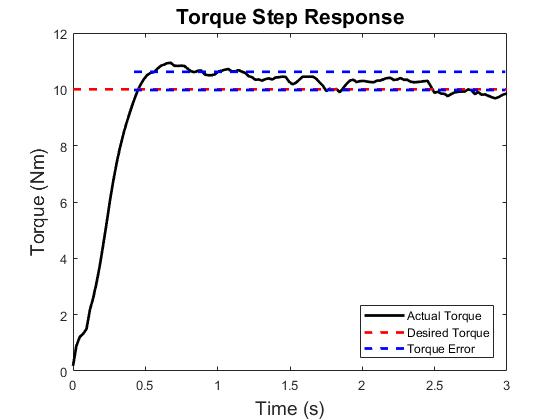 Torque Step Response
Torque (Nm)
12
10
8
6
4
2
0
0 0.5 1 1.5 2 2.5 3
Time (s)
Actual Torque
Desired Torque
Torque Error